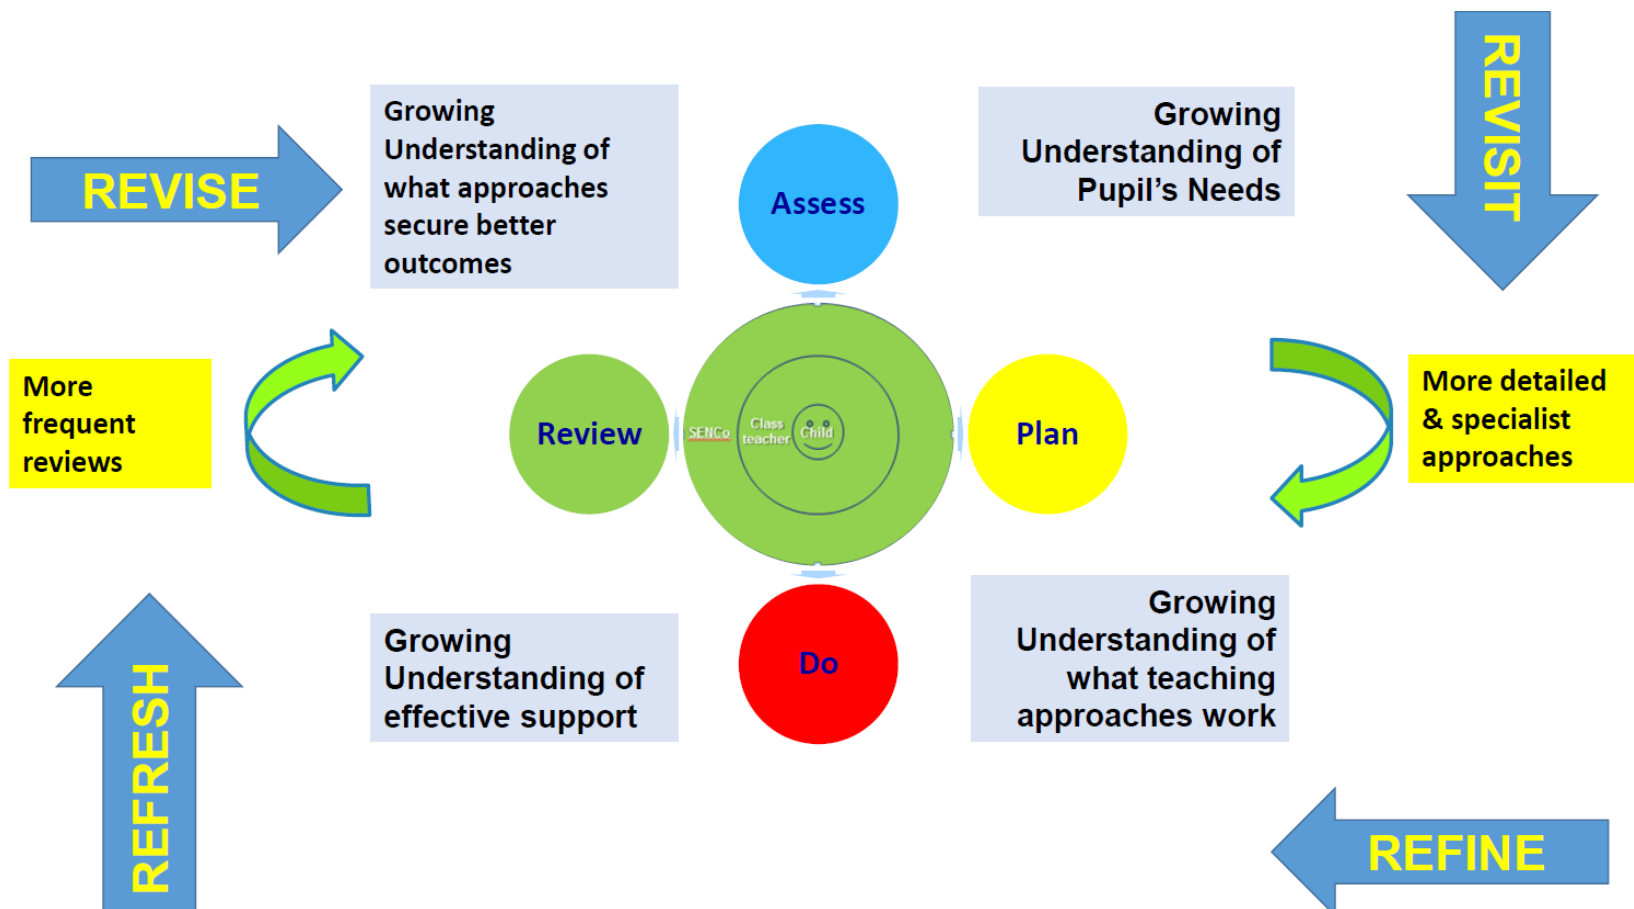 REVISE
Growing
Understanding of
what approaches
secure better
outcomes
Assess
Growing
Understanding of
Pupil's Needs
REVISIT
More
frequent
reviews
Review
SENCo
Class
teacher
Child
Plan
More detailed
& specialist
approaches
REFRESH
Growing
Understanding of
effective support
Do
Growing
Understanding of
what teaching
approaches work
REFINE